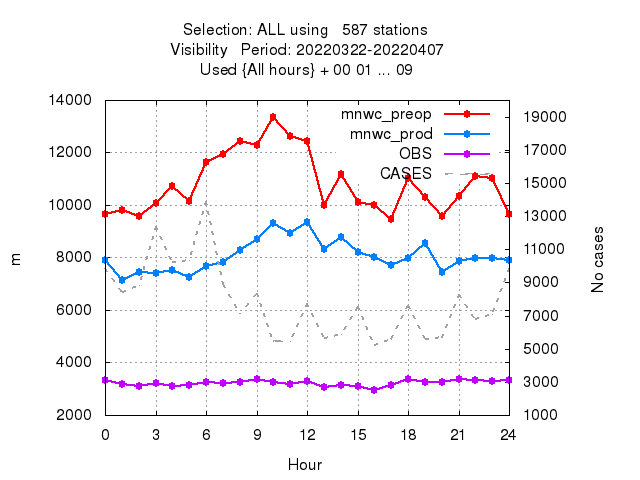 Selection: ALL using   587 stations
Visibility   Period: 20220322-20220407
Used {All hours} + 00 01 ... 09
mnwc_preop
mnwc_prod
OBS
CASES
m
14000
12000
10000
8000
6000
4000
2000
19000
17000
15000
13000
11000
9000
7000
5000
3000
1000
No cases
0 3 6 9 12 15 18 21 24
Hour